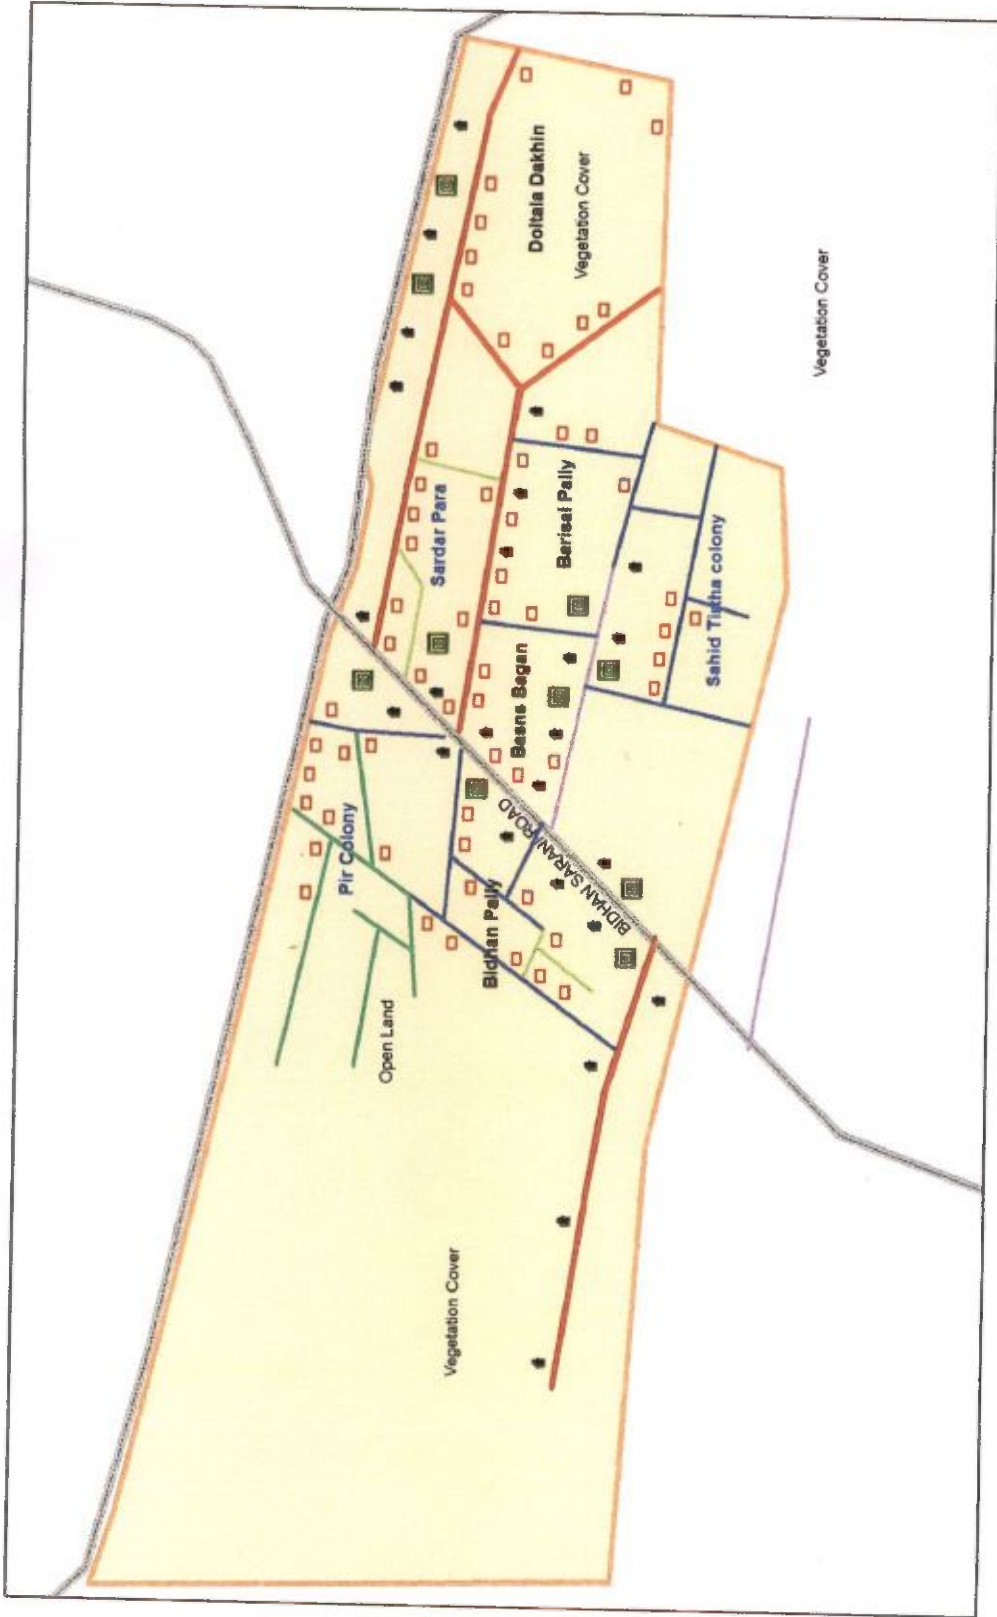 Doltala Dakhin
Vegetation Cover
Vegetation Cover
Sardar Para
Barisal Pally
Sahid Tirtha colony
Basna Bagan
Pir Colony
BIDHAN SARANI ROAD
Bidhan Pally
Open Land
Vegetation Cover